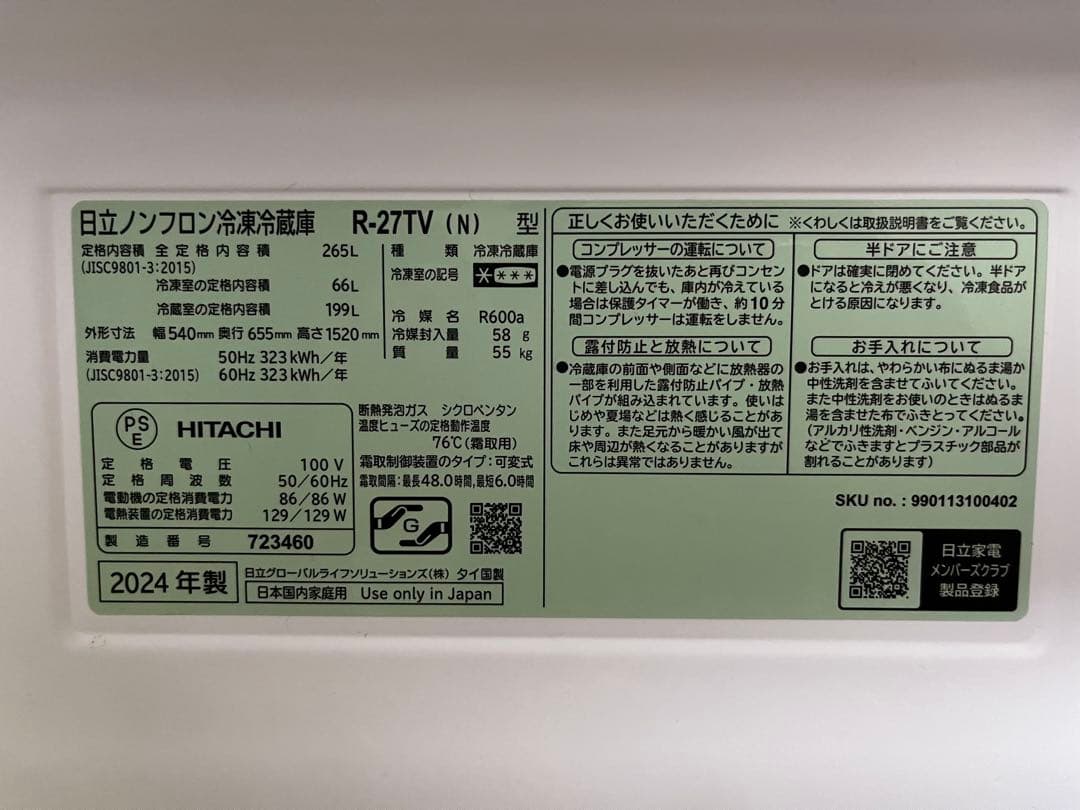 日立ノンフロン冷凍冷蔵庫 R-27TV (N) 型
定格内容積 全定格内容積 265L
(JISC9801-3:2015)
冷凍室の定格内容積 66L
冷蔵室の定格内容積 199L
外形寸法 幅540mm 奥行655mm 高さ1520mm
消費電力量 50Hz 323kWh/年
(JISC9801-3:2015) 60Hz 323kWh/年
種類 冷凍冷蔵庫
冷凍室の記号 ****
冷媒名 R600a
冷媒封入量 58 g
質量 55 kg
PSE HITACHI
定格電圧 100V
定格周波数 50/60Hz
電動機の定格消費電力 86/86W
電熱装置の定格消費電力 129/129W
製造番号 723460
断熱発泡ガス シクロペンタン
温度ヒューズの定格動作温度
76℃(霜取用)
霜取制御装置のタイプ:可変式
霜取間隔:最長48.0時間,最短6.0時間
G
2024年製
日立グローバルライフソリューションズ(株) タイ国製
日本国内家庭用 Use only in Japan
正しくお使いいただくために ※くわしくは取扱説明書をご覧ください。
コンプレッサーの運転について
●電源プラグを抜いたあと再びコンセン
トに差し込んでも、庫内が冷えている
場合は保護タイマーが働き、約10分
間コンプレッサーは運転をしません。
半ドアにご注意
●ドアは確実に閉めてください。半ドア
になると冷えが悪くなり、冷凍食品が
とける原因になります。
露付防止と放熱について
●冷蔵庫の前面や側面などに放熱器の
一部を利用した露付防止パイプ・放熱
パイプが組み込まれています。使いは
じめや夏場などは熱く感じることがあ
ります。また足元から暖かい風が出て
床や周辺が熱くなることがありますが
これらは異常ではありません。
お手入れについて
●お手入れは、やわらかい布にぬるま湯か
中性洗剤を含ませてふいてください。
また中性洗剤をお使いのときはぬるま
湯を含ませた布でふきとってください。
(アルカリ性洗剤・ベンジン・アルコール
などでふきますとプラスチック部品が
割れることがあります)
SKU no.: 990113100402
日立家電
メンバーズクラブ
製品登録